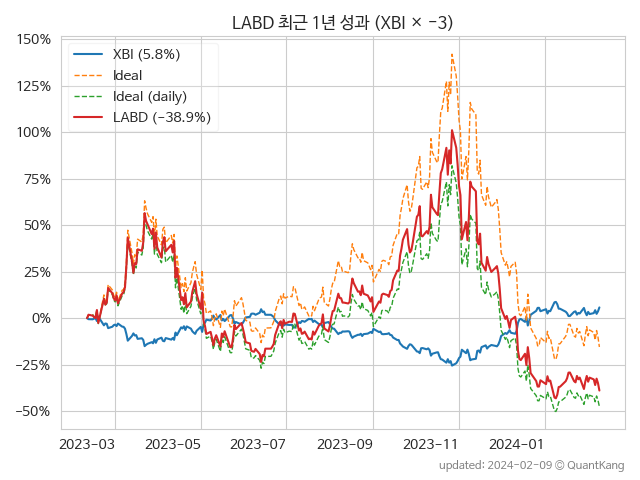 LABD 최근 1년 성과 (XBI × −3)
150%
125%
100%
75%
50%
25%
0%
−25%
−50%
XBI (5.8%)
Ideal
Ideal (daily)
LABD (−38.9%)
2023−03
2023−05
2023−07
2023−09
2023−11
2024−01
updated: 2024-02-09 © QuantKang